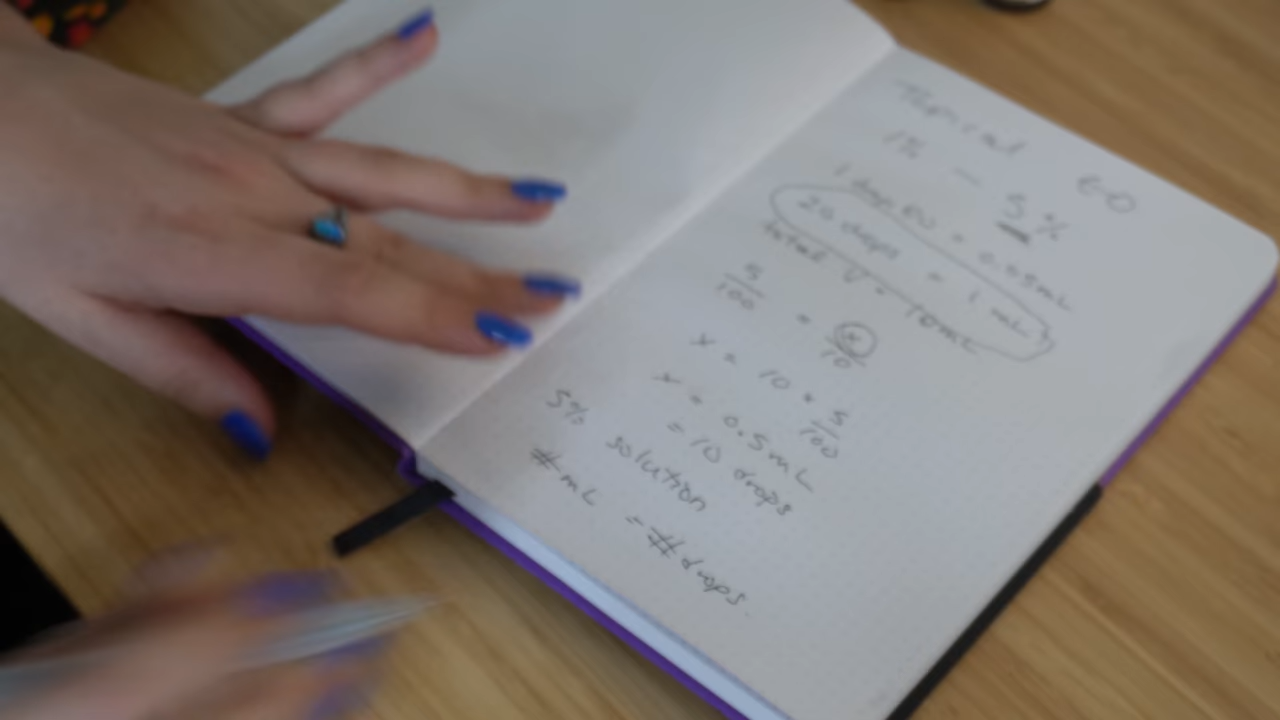 Topical EO
1% - 5%
1 drop EO = 0.05mL
20 drops = 1 mL
total V = 10mL
5/100 = x/10
x = 10 * 5/100
x = 0.5mL
= 10 drops
5% solution
#mL = #drops